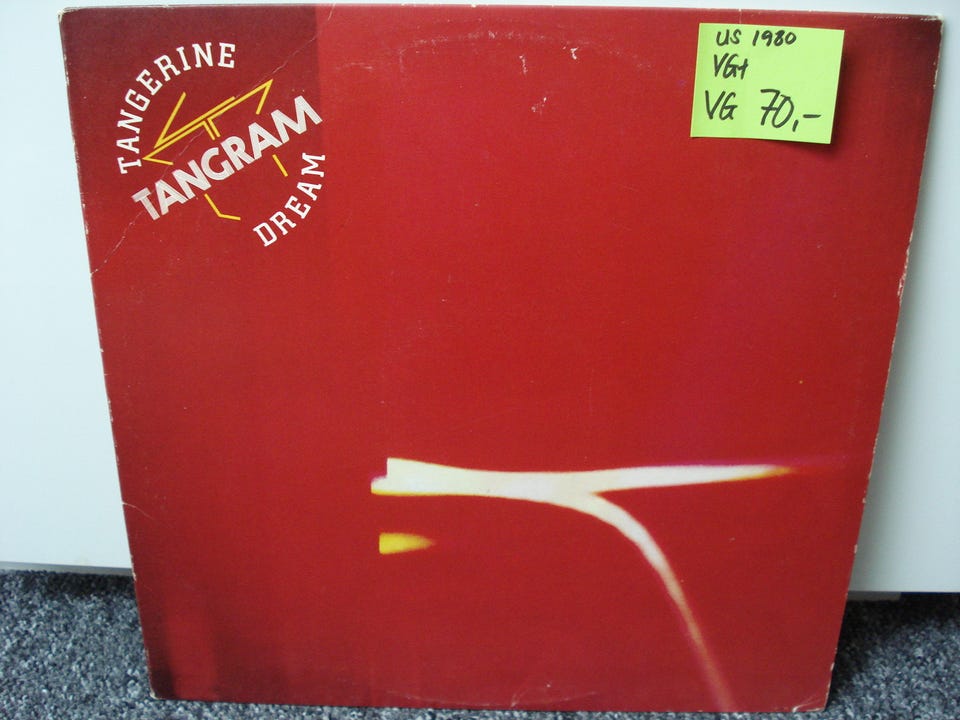 TANGERINE
TANGRAM
DREAM
US 1980
VG+
VG 70,-